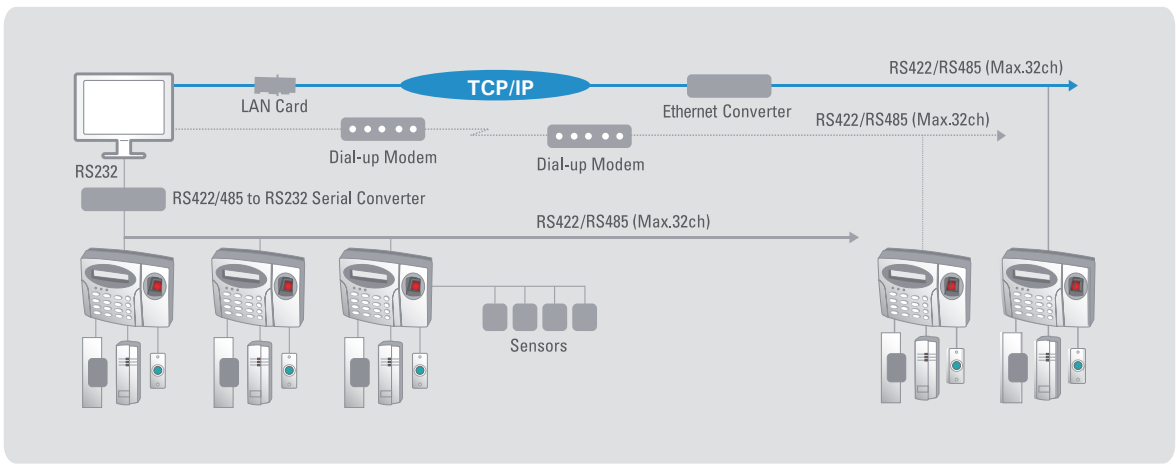 RS422/RS485 (Max.32ch)
TCP/IP
LAN Card
Ethernet Converter
RS422/RS485 (Max.32ch)
Dial-up Modem
Dial-up Modem
RS232
RS422/485 to RS232 Serial Converter
RS422/RS485 (Max.32ch)
Sensors